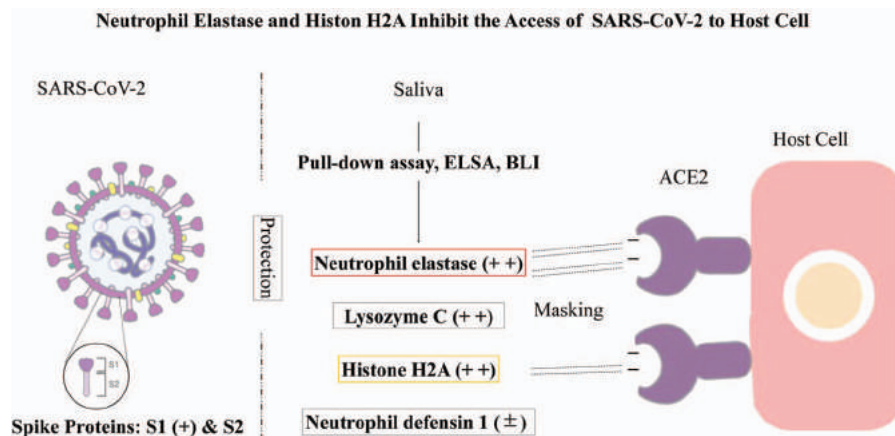 Neutrophil Elastase and Histon H2A Inhibit the Access of SARS-CoV-2 to Host Cell
SARS-CoV-2
Saliva
Host Cell
Pull-down assay, ELSA, BLI
ACE2
Protection
Neutrophil elastase (+ +)
Lysozyme C (+ +)
Masking
Histone H2A (+ +)
S1
S2
Neutrophil defensin 1 (±)
Spike Proteins: S1 (+) & S2